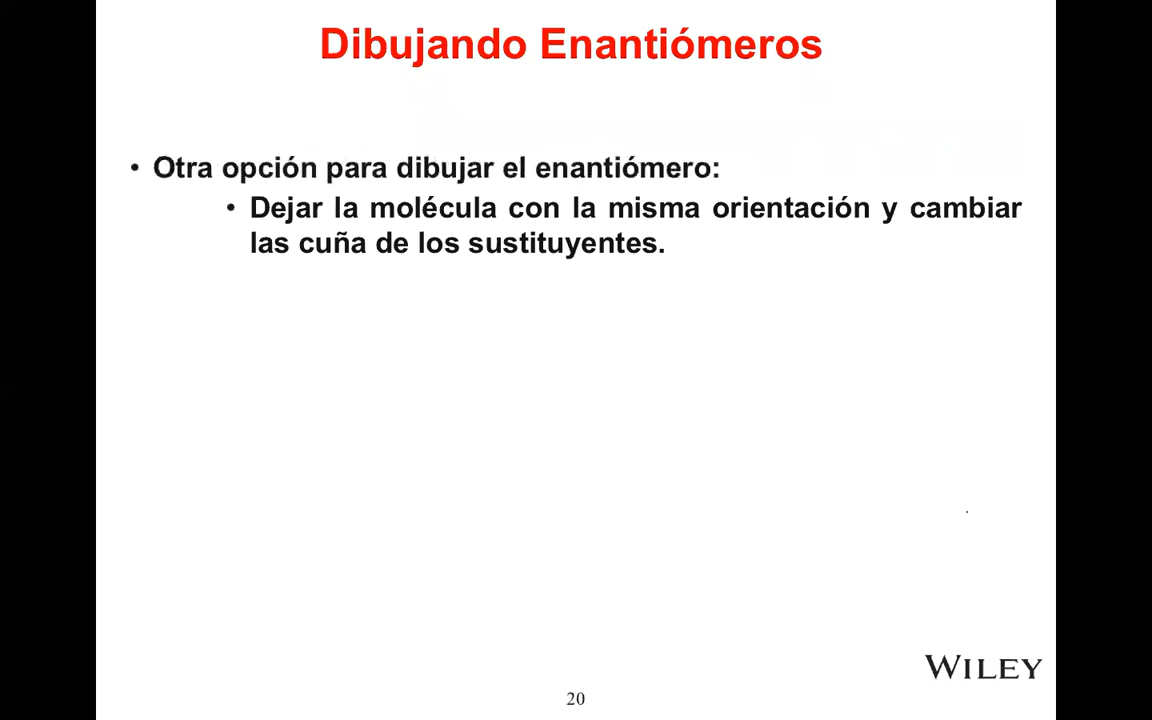 Dibujando Enantiómeros
• Otra opción para dibujar el enantiómero:
• Dejar la molécula con la misma orientación y cambiar
las cuña de los sustituyentes.
WILEY
20